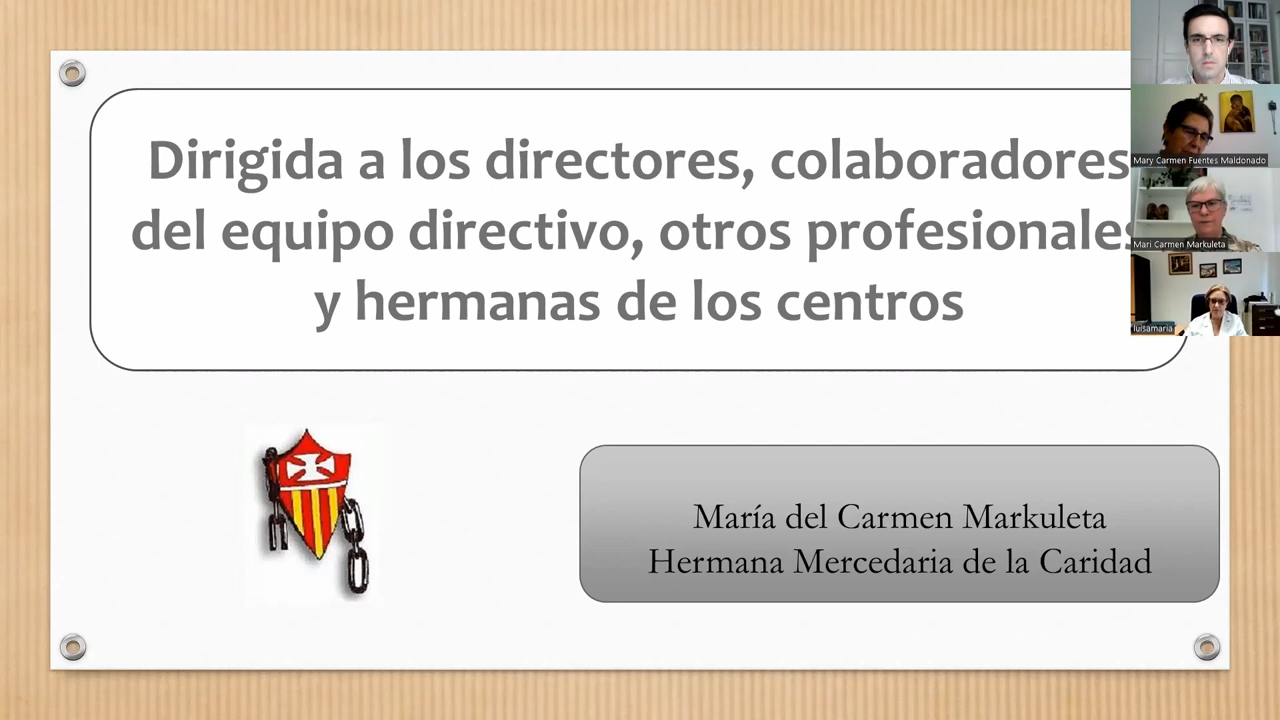 Dirigida a los directores, colaboradores
del equipo directivo, otros profesionales
y hermanas de los centros
María del Carmen Markuleta
Hermana Mercedaria de la Caridad
Mary Carmen Fuentes Maldonado
Mari Carmen Markuleta
luisamaria